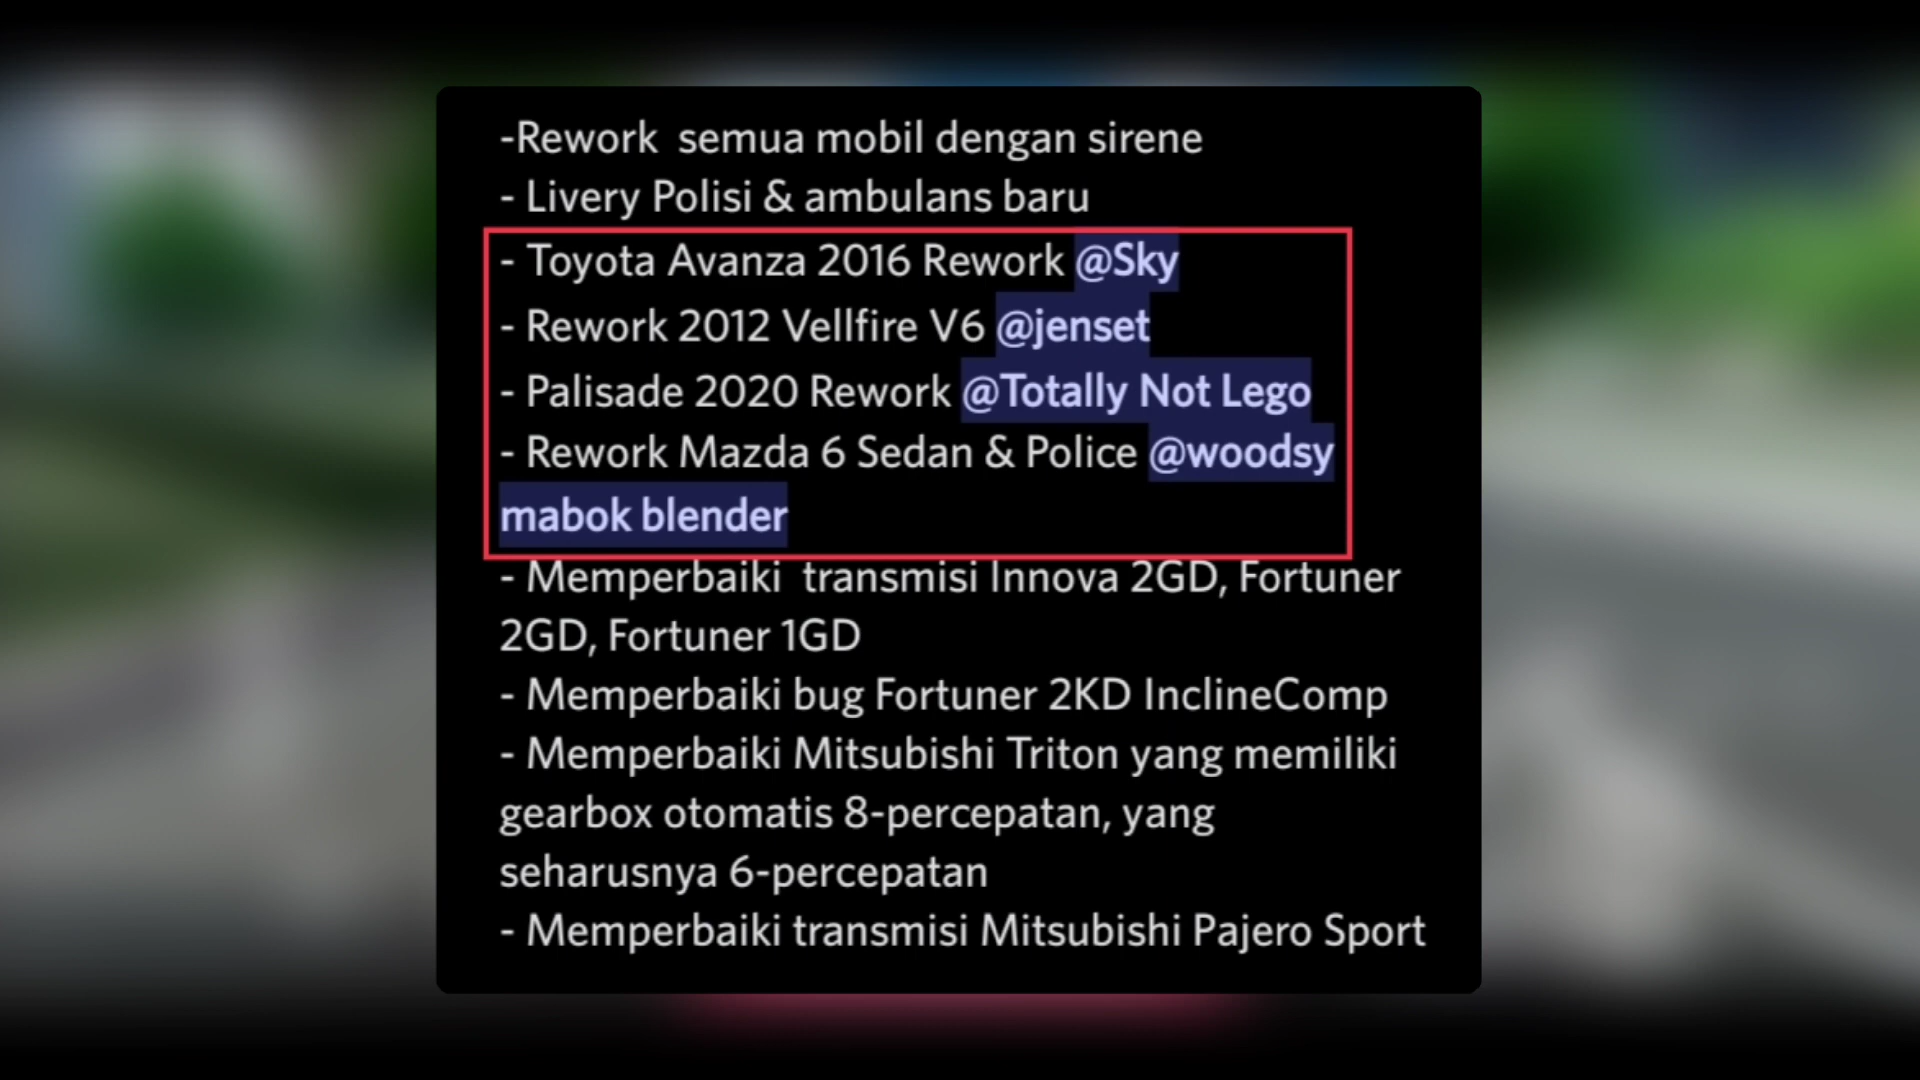 -Rework  semua mobil dengan sirene
- Livery Polisi & ambulans baru
- Toyota Avanza 2016 Rework @Sky
- Rework 2012 Vellfire V6 @jenset
- Palisade 2020 Rework @Totally Not Lego
- Rework Mazda 6 Sedan & Police @woodsy
mabok blender
- Memperbaiki  transmisi Innova 2GD, Fortuner
2GD, Fortuner 1GD
- Memperbaiki bug Fortuner 2KD InclineComp
- Memperbaiki Mitsubishi Triton yang memiliki
gearbox otomatis 8-percepatan, yang
seharusnya 6-percepatan
- Memperbaiki transmisi Mitsubishi Pajero Sport